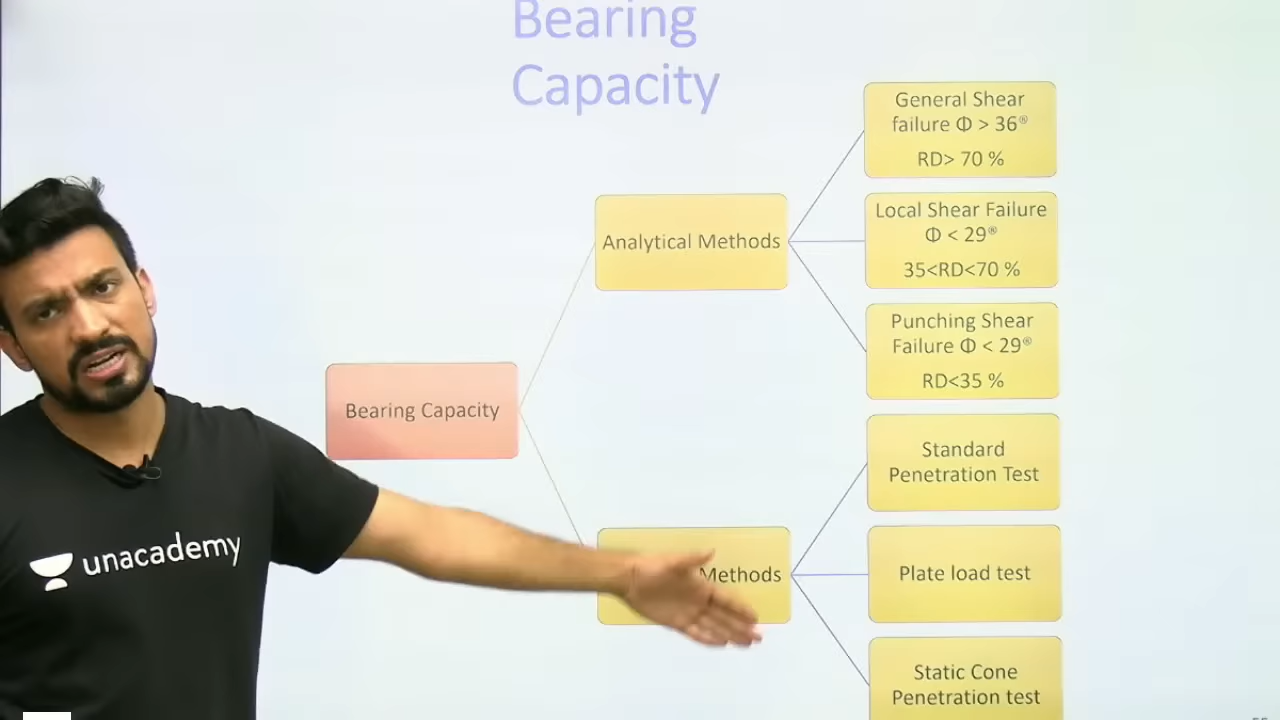 Bearing
Capacity
General Shear
failure Φ > 36®
RD> 70 %
Analytical Methods
Local Shear Failure
Φ < 29®
35<RD<70 %
Punching Shear
Failure Φ < 29®
RD<35 %
Bearing Capacity
Standard
Penetration Test
Methods
Plate load test
Static Cone
Penetration test
unacademy